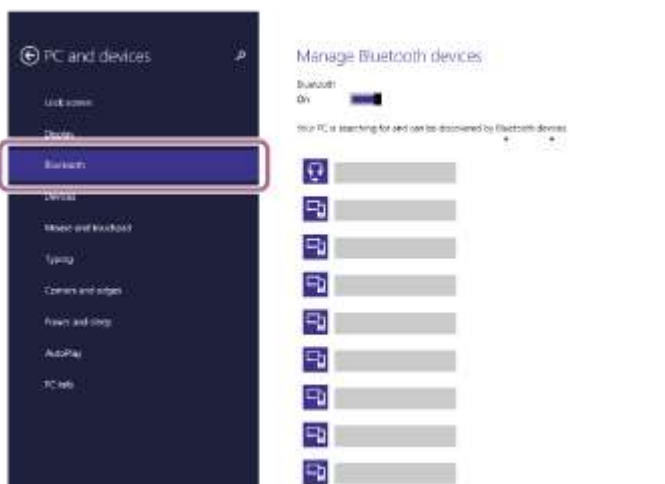 PC and devices
Lock screen
Display
Bluetooth
Devices
Mouse and touchpad
Typing
Corners and edges
Power and sleep
AutoPlay
PC info
Manage Bluetooth devices
Bluetooth
On
Your PC is searching for and can be discovered by Bluetooth devices